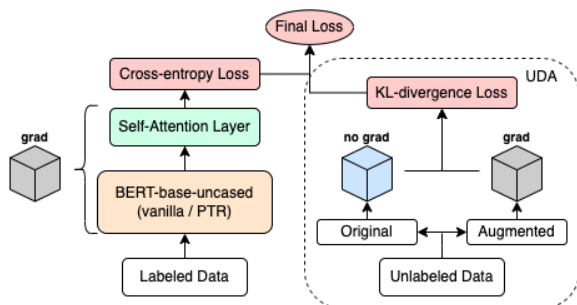 Final Loss
Cross-entropy Loss
UDA
KL-divergence Loss
grad
Self-Attention Layer
no grad
grad
BERT-base-uncased
(vanilla / PTR)
Original
Augmented
Labeled Data
Unlabeled Data